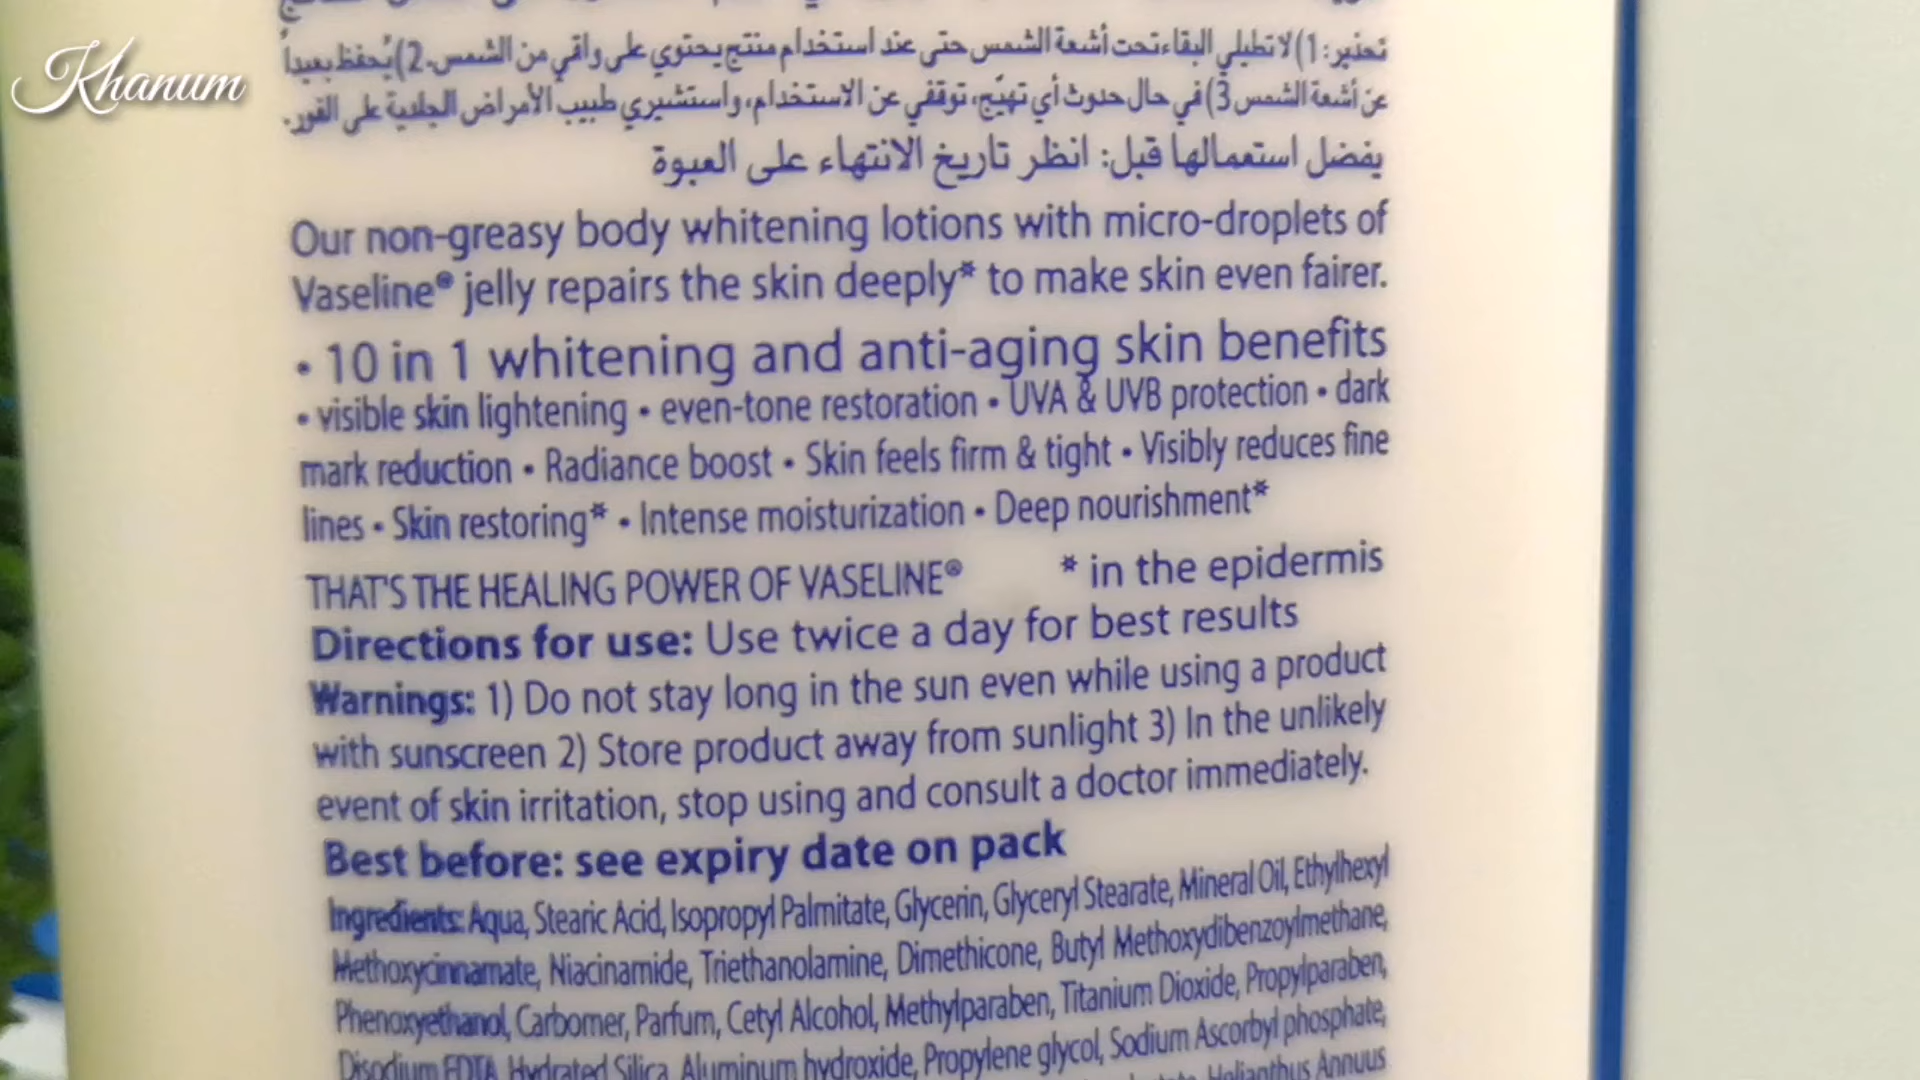 Khanum
تحذير: 1) لا تطيلي البقاء تحت أشعة الشمس حتى عند استخدام منتج يحتوي على واقي من الشمس. 2) يُحفظ بعيداً
عن أشعة الشمس 3) في حال حدوث أي تهيّج، توقفي عن الاستخدام، واستشيري طبيب الأمراض الجلدية على الفور.
يفضل استعمالها قبل: انظر تاريخ الانتهاء على العبوة
Our non-greasy body whitening lotions with micro-droplets of
Vaseline® jelly repairs the skin deeply* to make skin even fairer.
• 10 in 1 whitening and anti-aging skin benefits
• visible skin lightening • even-tone restoration • UVA & UVB protection • dark
mark reduction • Radiance boost • Skin feels firm & tight • Visibly reduces fine
lines • Skin restoring* • Intense moisturization • Deep nourishment*
THAT'S THE HEALING POWER OF VASELINE® * in the epidermis
Directions for use: Use twice a day for best results
Warnings: 1) Do not stay long in the sun even while using a product
with sunscreen 2) Store product away from sunlight 3) In the unlikely
event of skin irritation, stop using and consult a doctor immediately.
Best before: see expiry date on pack
Ingredients: Aqua, Stearic Acid, Isopropyl Palmitate, Glycerin, Glyceryl Stearate, Mineral Oil, Ethylhexyl
Methoxycinnamate, Niacinamide, Triethanolamine, Dimethicone, Butyl Methoxydibenzoylmethane,
Phenoxyethanol, Carbomer, Parfum, Cetyl Alcohol, Methylparaben, Titanium Dioxide, Propylparaben,
Disodium EDTA, Hydrated Silica, Aluminum hydroxide, Propylene glycol, Sodium Ascorbyl phosphate,
Helianthus Annuus